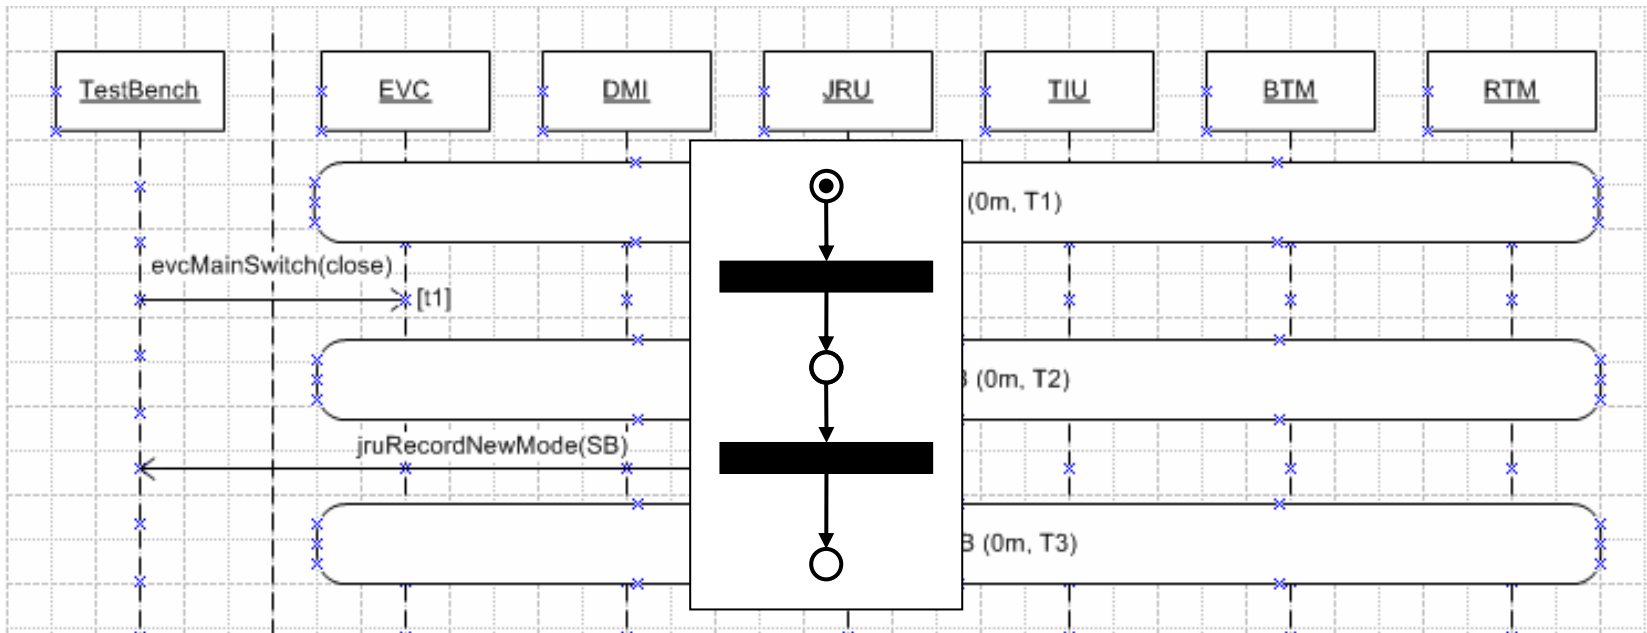 TestBench
EVC
DMI
JRU
TIU
BTM
RTM
(0m, T1)
evcMainSwitch(close)
[t1]
(0m, T2)
jruRecordNewMode(SB)
B (0m, T3)